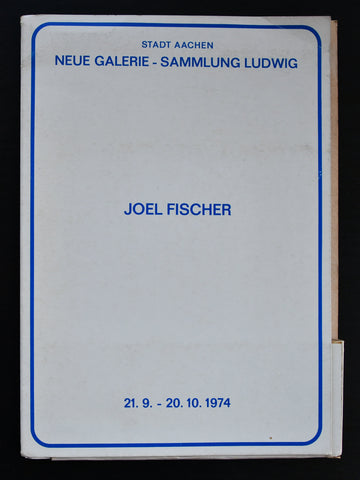 STADT AACHEN
NEUE GALERIE - SAMMLUNG LUDWIG
JOEL FISCHER
21. 9. - 20. 10. 1974